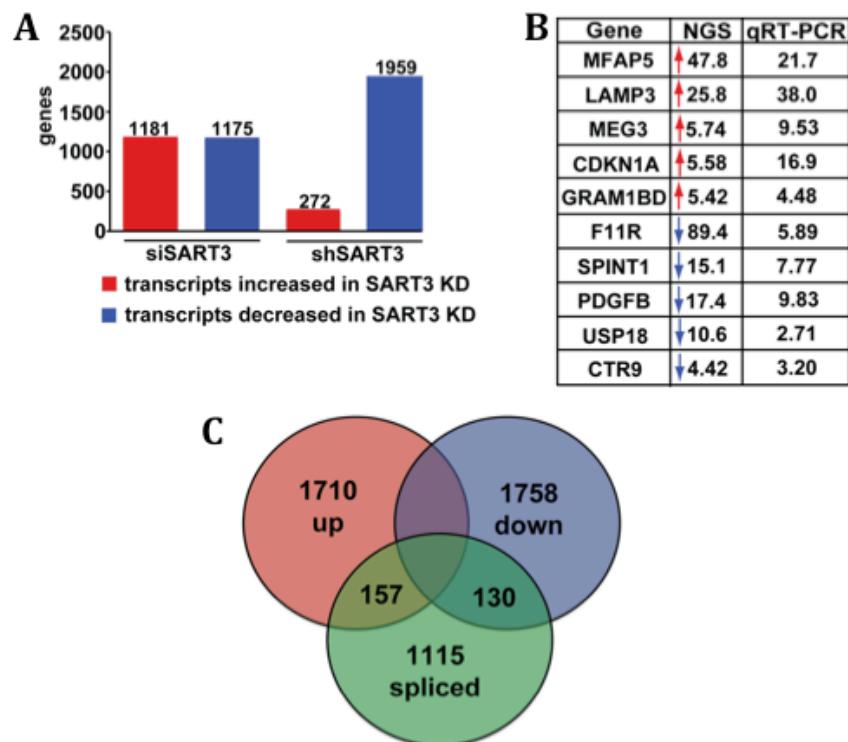 A
genes
2500
2000
1500
1000
500
0
1181
1175
272
1959
siSART3
shSART3
transcripts increased in SART3 KD
transcripts decreased in SART3 KD
B
Gene NGS qRT-PCR
MFAP5 47.8 21.7
LAMP3 25.8 38.0
MEG3 5.74 9.53
CDKN1A 5.58 16.9
GRAM1BD 5.42 4.48
F11R 89.4 5.89
SPINT1 15.1 7.77
PDGFB 17.4 9.83
USP18 10.6 2.71
CTR9 4.42 3.20
C
1710
up
1758
down
157
130
1115
spliced